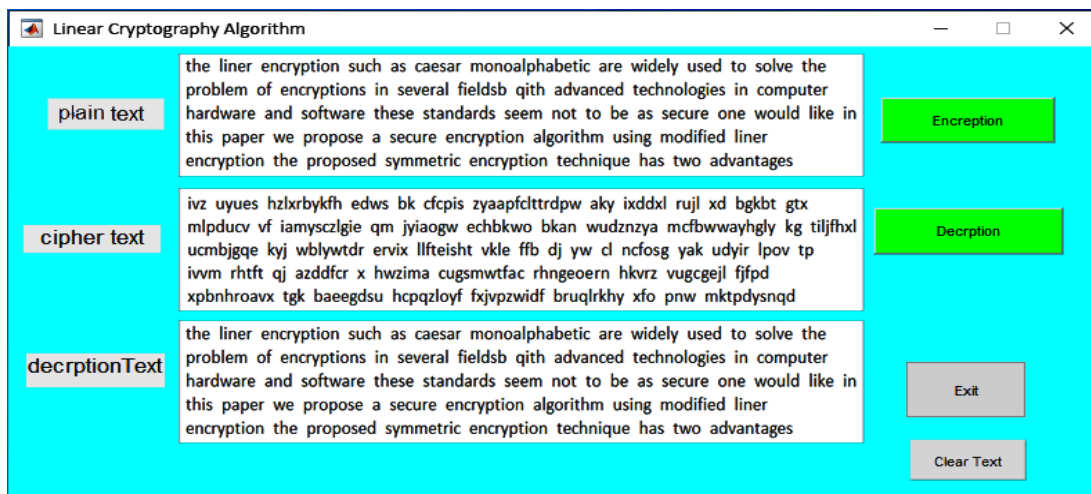 Linear Cryptography Algorithm
plain text
the liner encryption such as caesar monoalphabetic are widely used to solve the
problem of encryptions in several fieldsb qith advanced technologies in computer
hardware and software these standards seem not to be as secure one would like in
this paper we propose a secure encryption algorithm using modified liner
encryption the proposed symmetric encryption technique has two advantages
Encreption
cipher text
ivz uyues hzlxrbykfh edws bk cfcpis zyaapfclttrdpw aky ixddxl rujl xd bgkbt gtx
mlpducv vf iamysczlgie qm jyiaogw echbkwo bkan wudznzya mcfbwwayhgly kg tiljfhxl
ucmbjgqe kyj wblywtdr ervix llfteisht vkle ffb dj yw cl ncfosg yak udyir lpov tp
ivvm rhtft qj azddfcr x hwzima cugsmwtfac rhngeoern hkvrz vugcgejl fjfpd
xpbnhroavx tgk baeegdsu hcpqzloyf fxjvpzwidf bruqlrkhy xfo pnw mktpdysnqd
Decrption
decrptionText
the liner encryption such as caesar monoalphabetic are widely used to solve the
problem of encryptions in several fieldsb qith advanced technologies in computer
hardware and software these standards seem not to be as secure one would like in
this paper we propose a secure encryption algorithm using modified liner
encryption the proposed symmetric encryption technique has two advantages
Exit
Clear Text